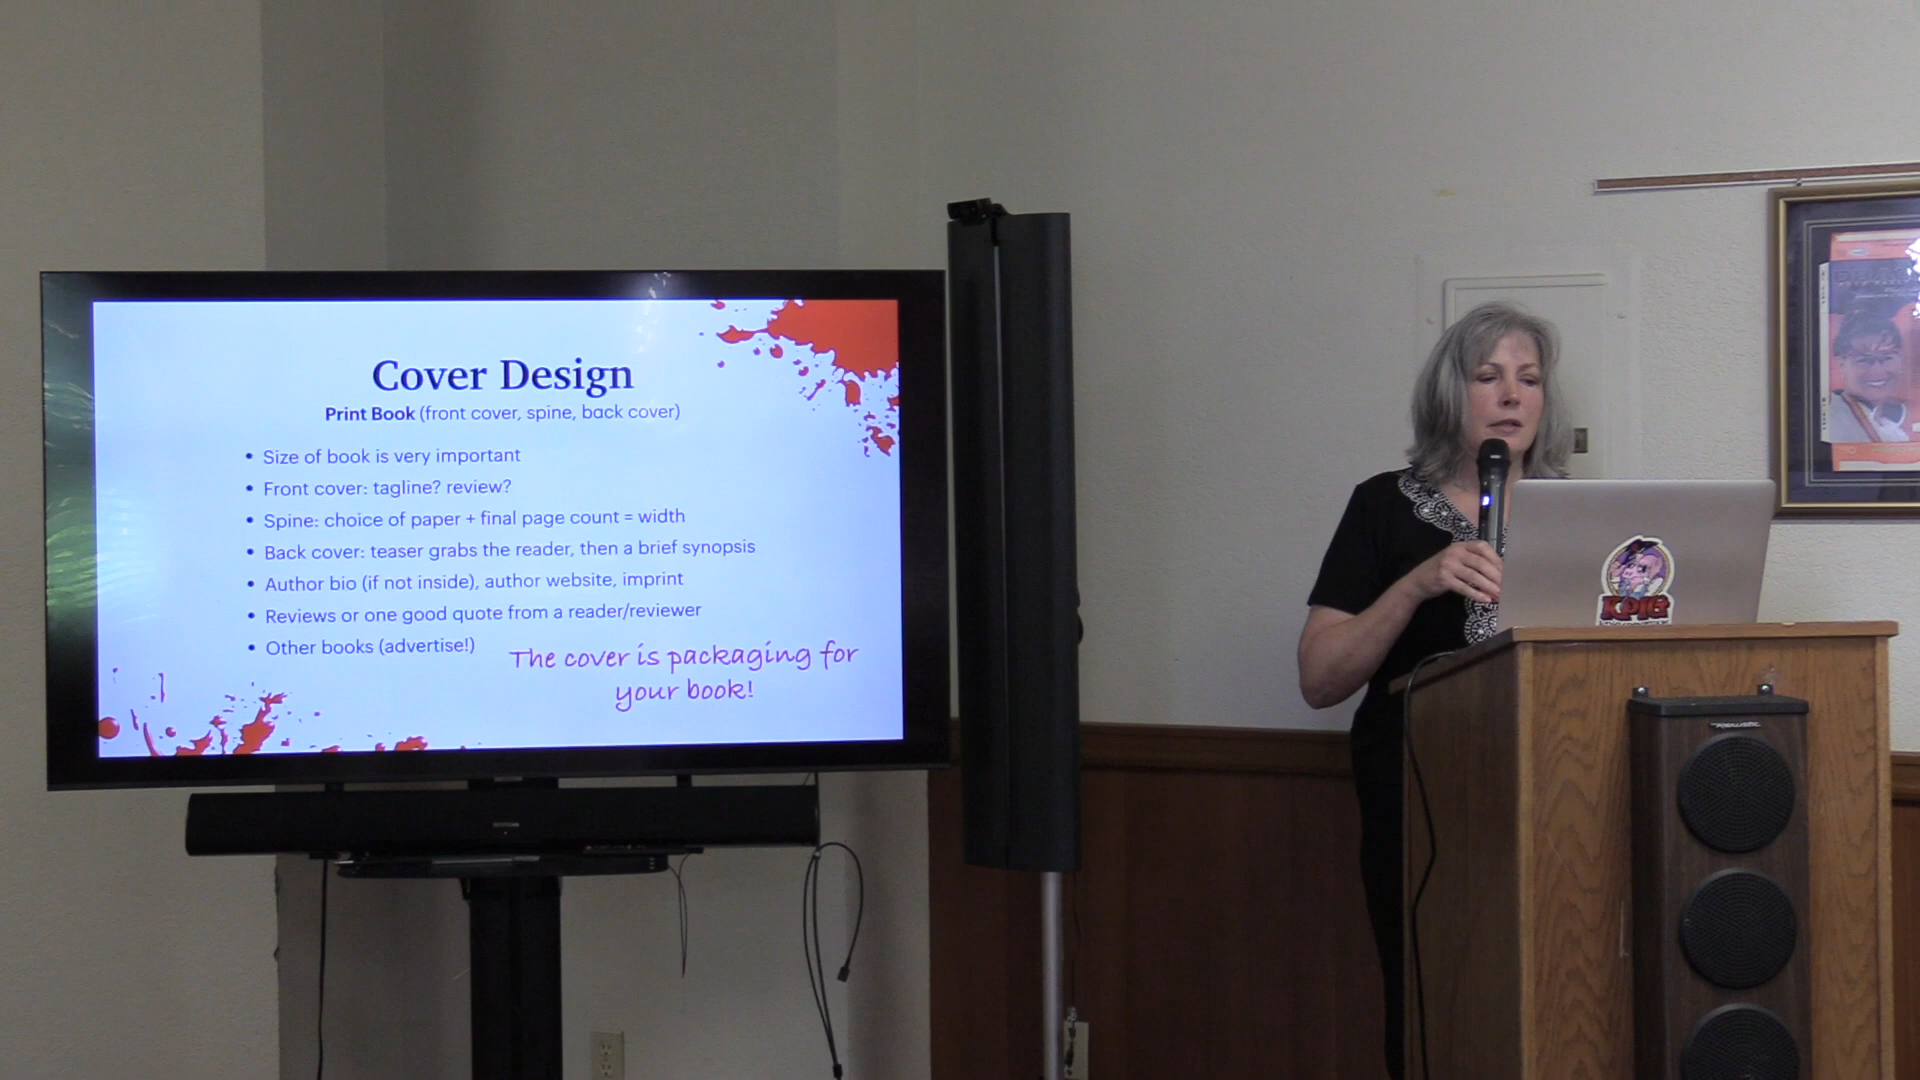 Cover Design
Print Book (front cover, spine, back cover)
• Size of book is very important
• Front cover: tagline? review?
• Spine: choice of paper + final page count = width
• Back cover: teaser grabs the reader, then a brief synopsis
• Author bio (if not inside), author website, imprint
• Reviews or one good quote from a reader/reviewer
• Other books (advertise!)
The cover is packaging for
your book!
KPIG
REALISTIC